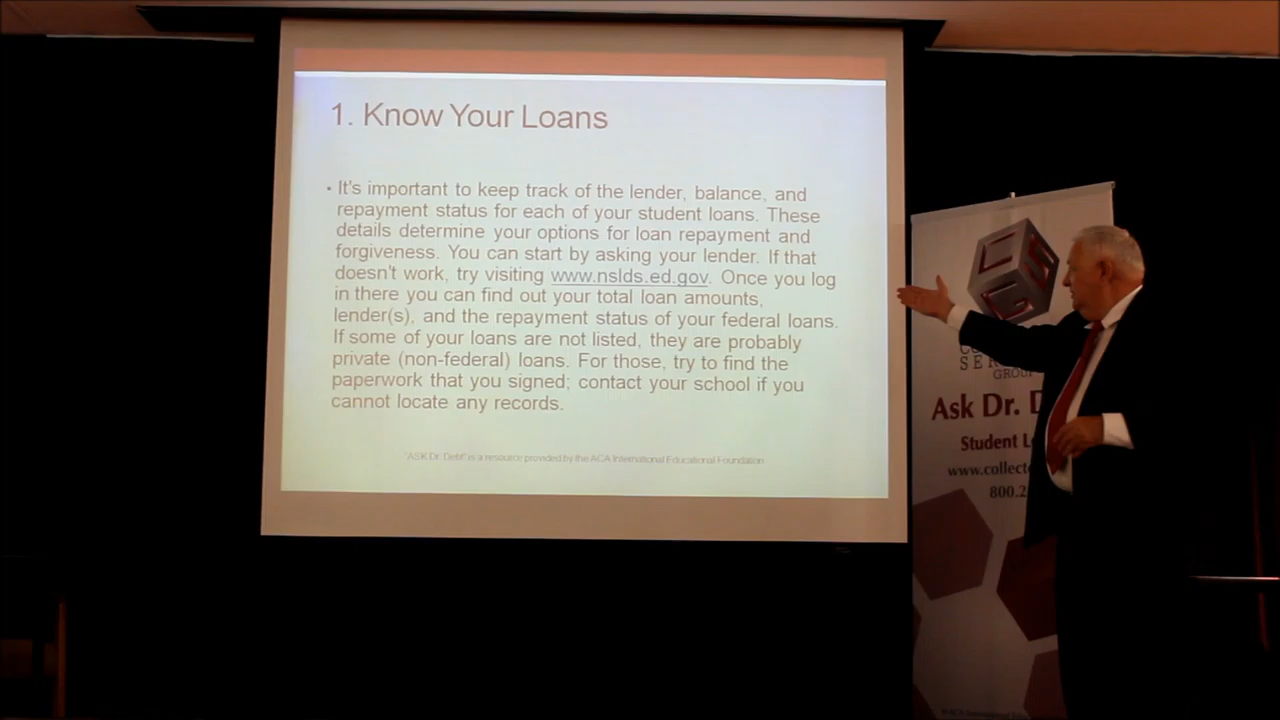 1. Know Your Loans
• It's important to keep track of the lender, balance, and
repayment status for each of your student loans. These
details determine your options for loan repayment and
forgiveness. You can start by asking your lender. If that
doesn't work, try visiting www.nslds.ed.gov. Once you log
in there you can find out your total loan amounts,
lender(s), and the repayment status of your federal loans.
If some of your loans are not listed, they are probably
private (non-federal) loans. For those, try to find the
paperwork that you signed; contact your school if you
cannot locate any records.
"ASK Dr. Debt" is a resource provided by the ACA International Educational Foundation
GROUP
Ask Dr. D
Student L
www.collect
800.2